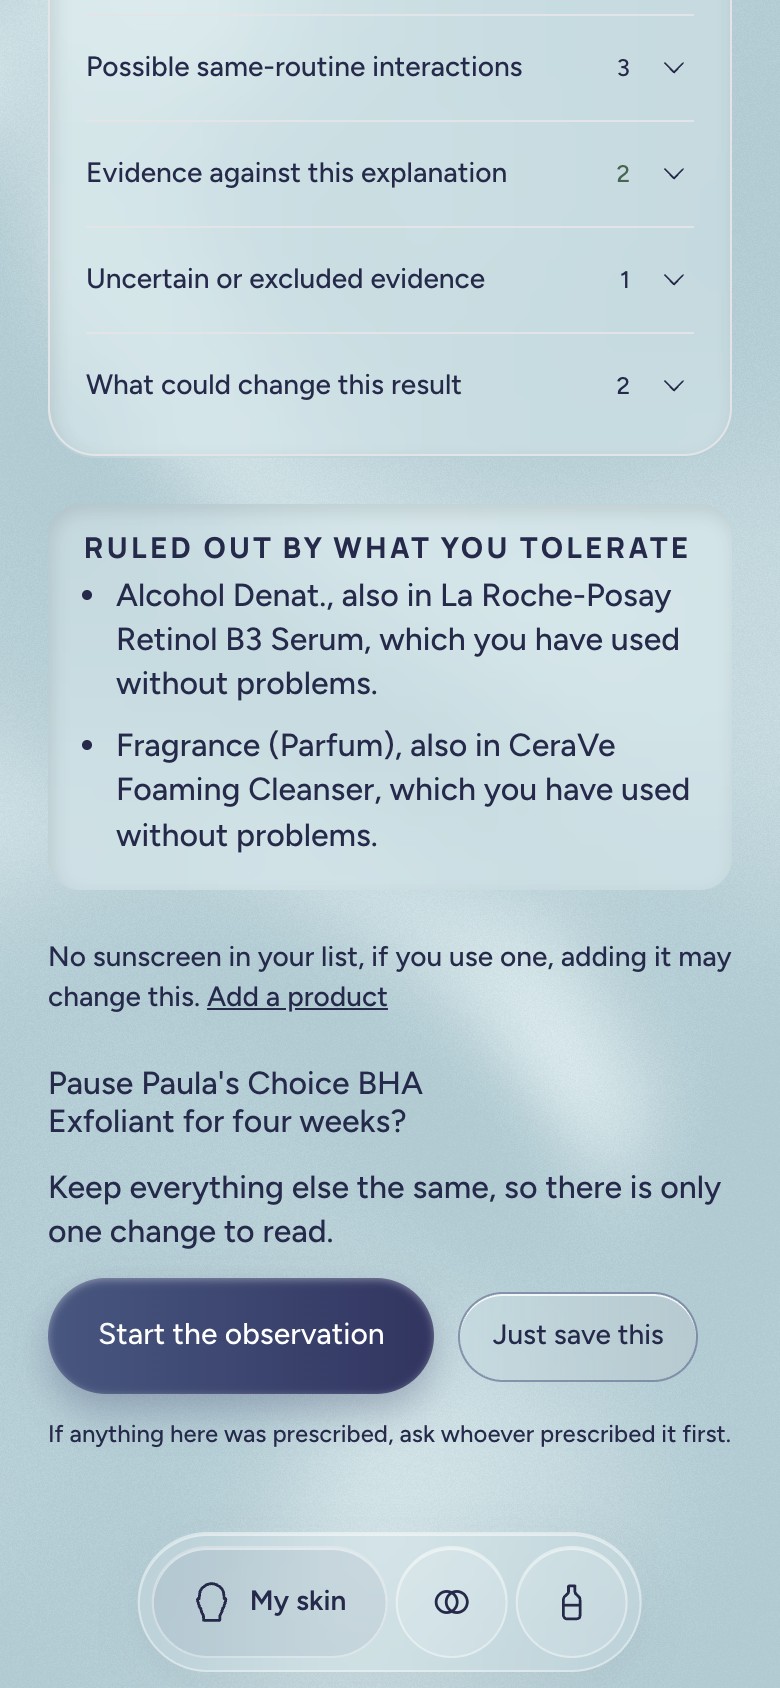 Possible same-routine interactions 3
Evidence against this explanation 2
Uncertain or excluded evidence 1
What could change this result 2
RULED OUT BY WHAT YOU TOLERATE
• Alcohol Denat., also in La Roche-Posay
Retinol B3 Serum, which you have used
without problems.
• Fragrance (Parfum), also in CeraVe
Foaming Cleanser, which you have used
without problems.
No sunscreen in your list, if you use one, adding it may
change this. Add a product
Pause Paula's Choice BHA
Exfoliant for four weeks?
Keep everything else the same, so there is only
one change to read.
Start the observation Just save this
If anything here was prescribed, ask whoever prescribed it first.
My skin